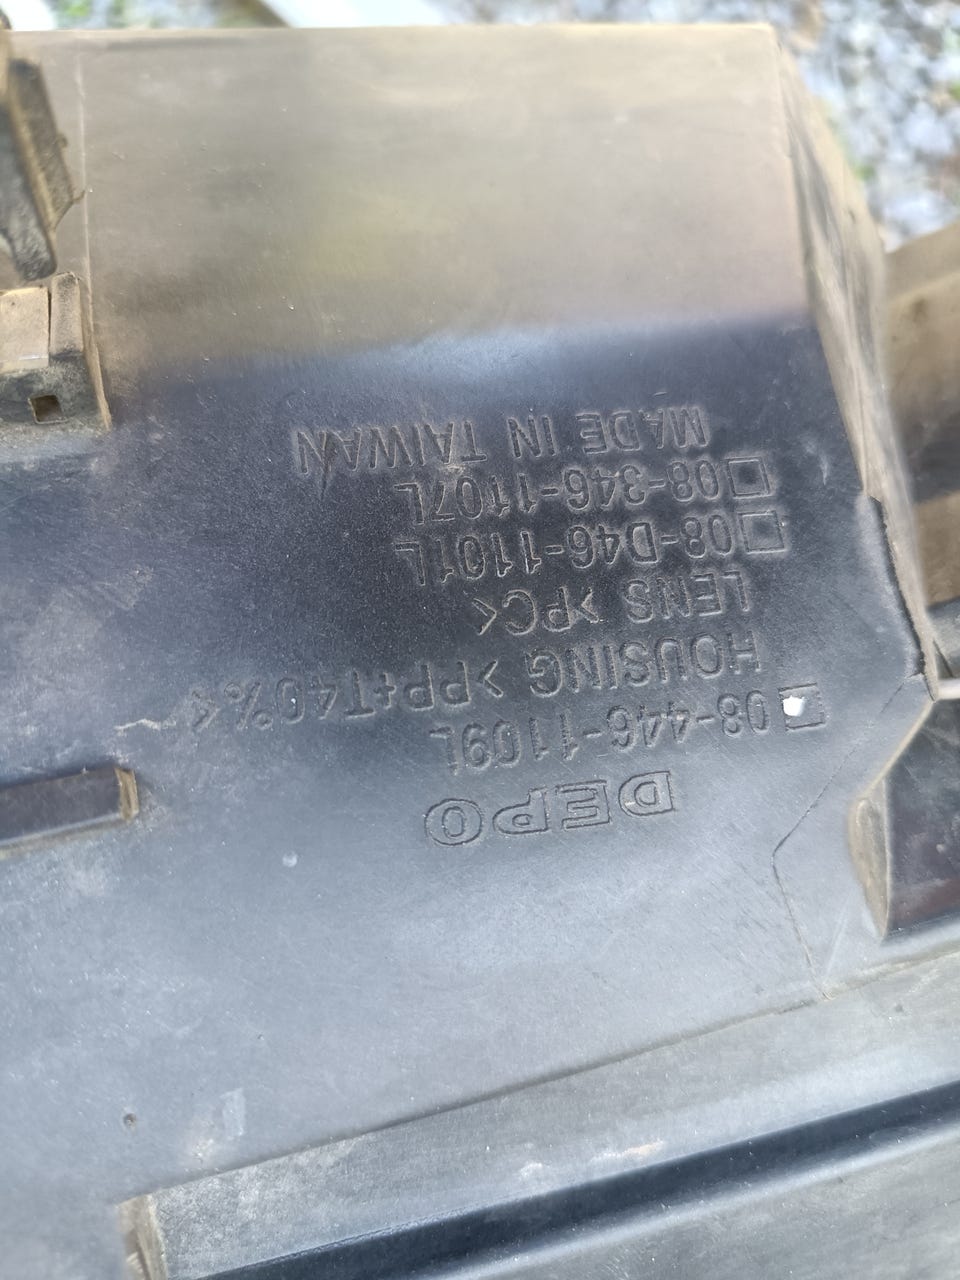 DEPO
08-446-1109L
HOUSING >PP+T40%<
LENS >PC<
08-D46-1101L
08-346-1107L
MADE IN TAIWAN